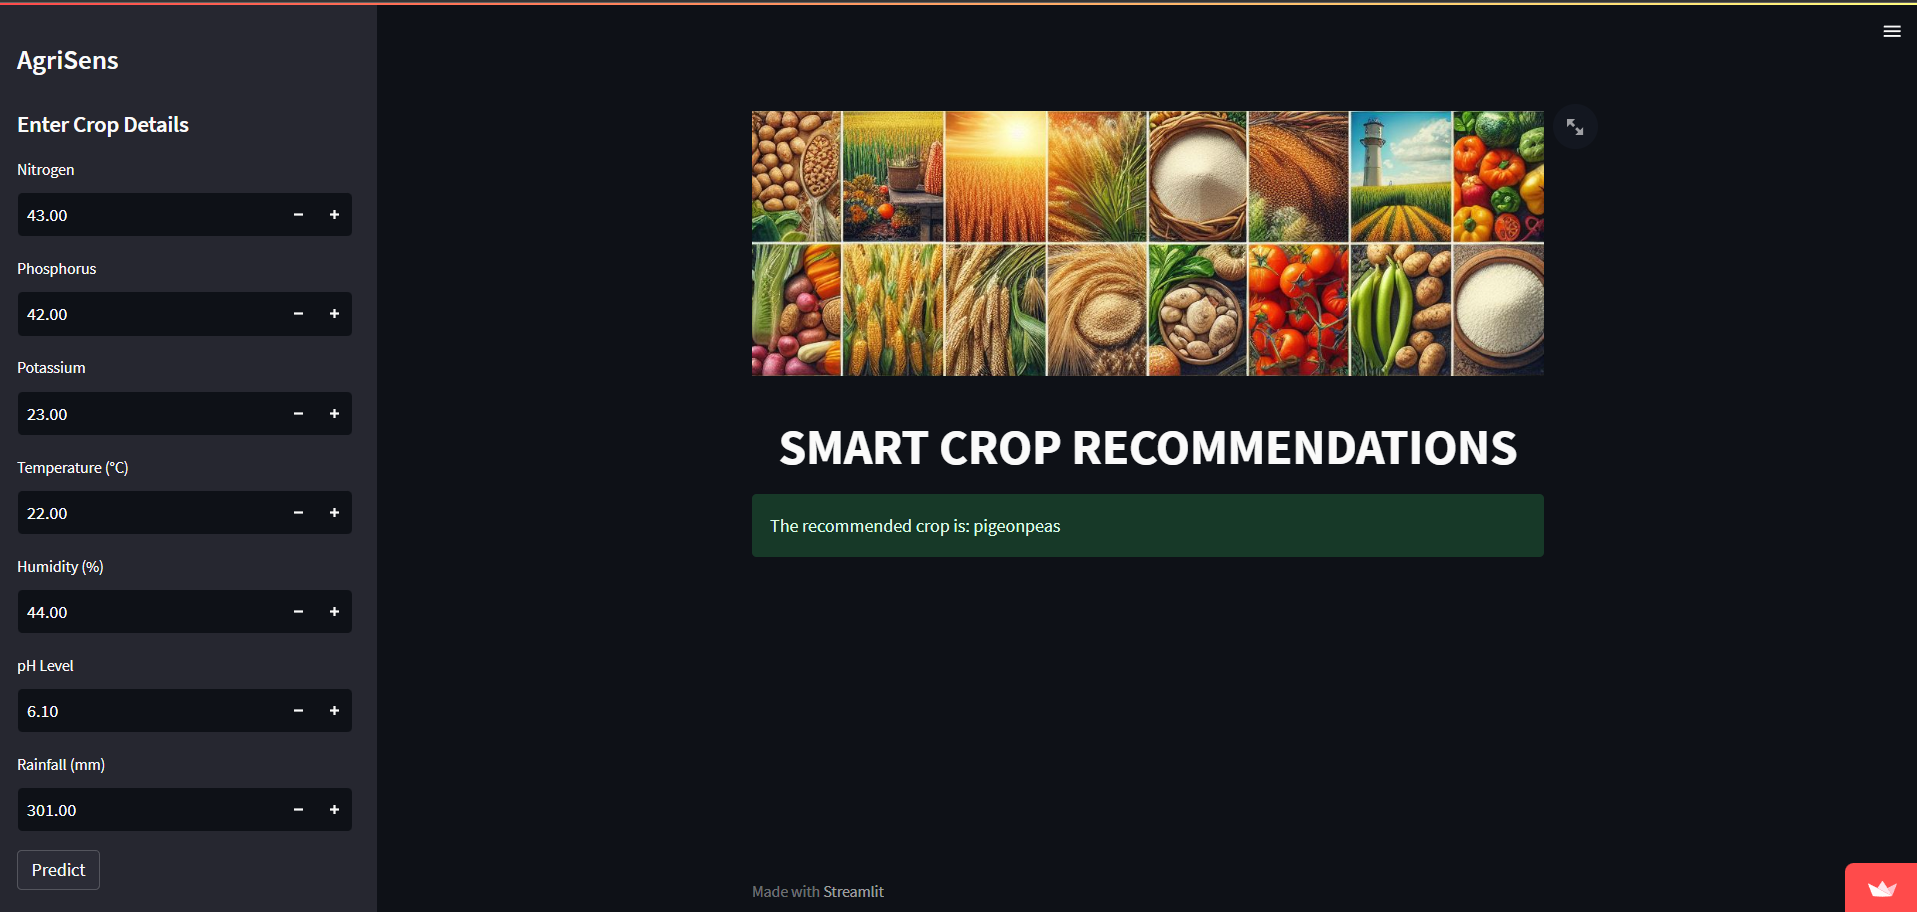 AgriSens
Enter Crop Details
Nitrogen
43.00
Phosphorus
42.00
Potassium
23.00
Temperature (°C)
22.00
Humidity (%)
44.00
pH Level
6.10
Rainfall (mm)
301.00
Predict
SMART CROP RECOMMENDATIONS
The recommended crop is: pigeonpeas
Made with Streamlit